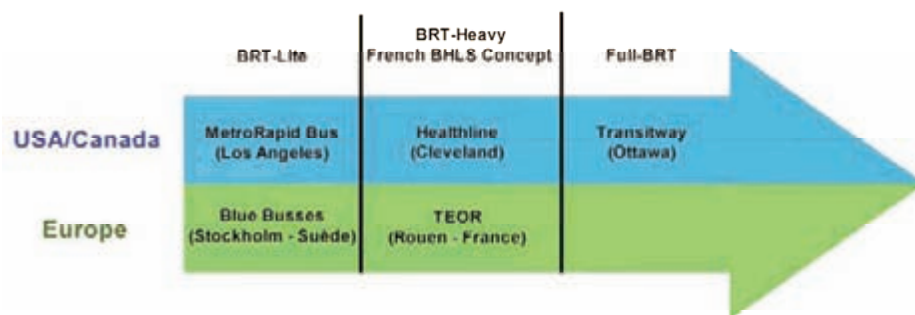 BRT-Lite
BRT-Heavy
French BHLS Concept
Full-BRT
USA/Canada
MetroRapid Bus
(Los Angeles)
Healthline
(Cleveland)
Transitway
(Ottawa)
Europe
Blue Busses
(Stockholm - Suède)
TEOR
(Rouen - France)